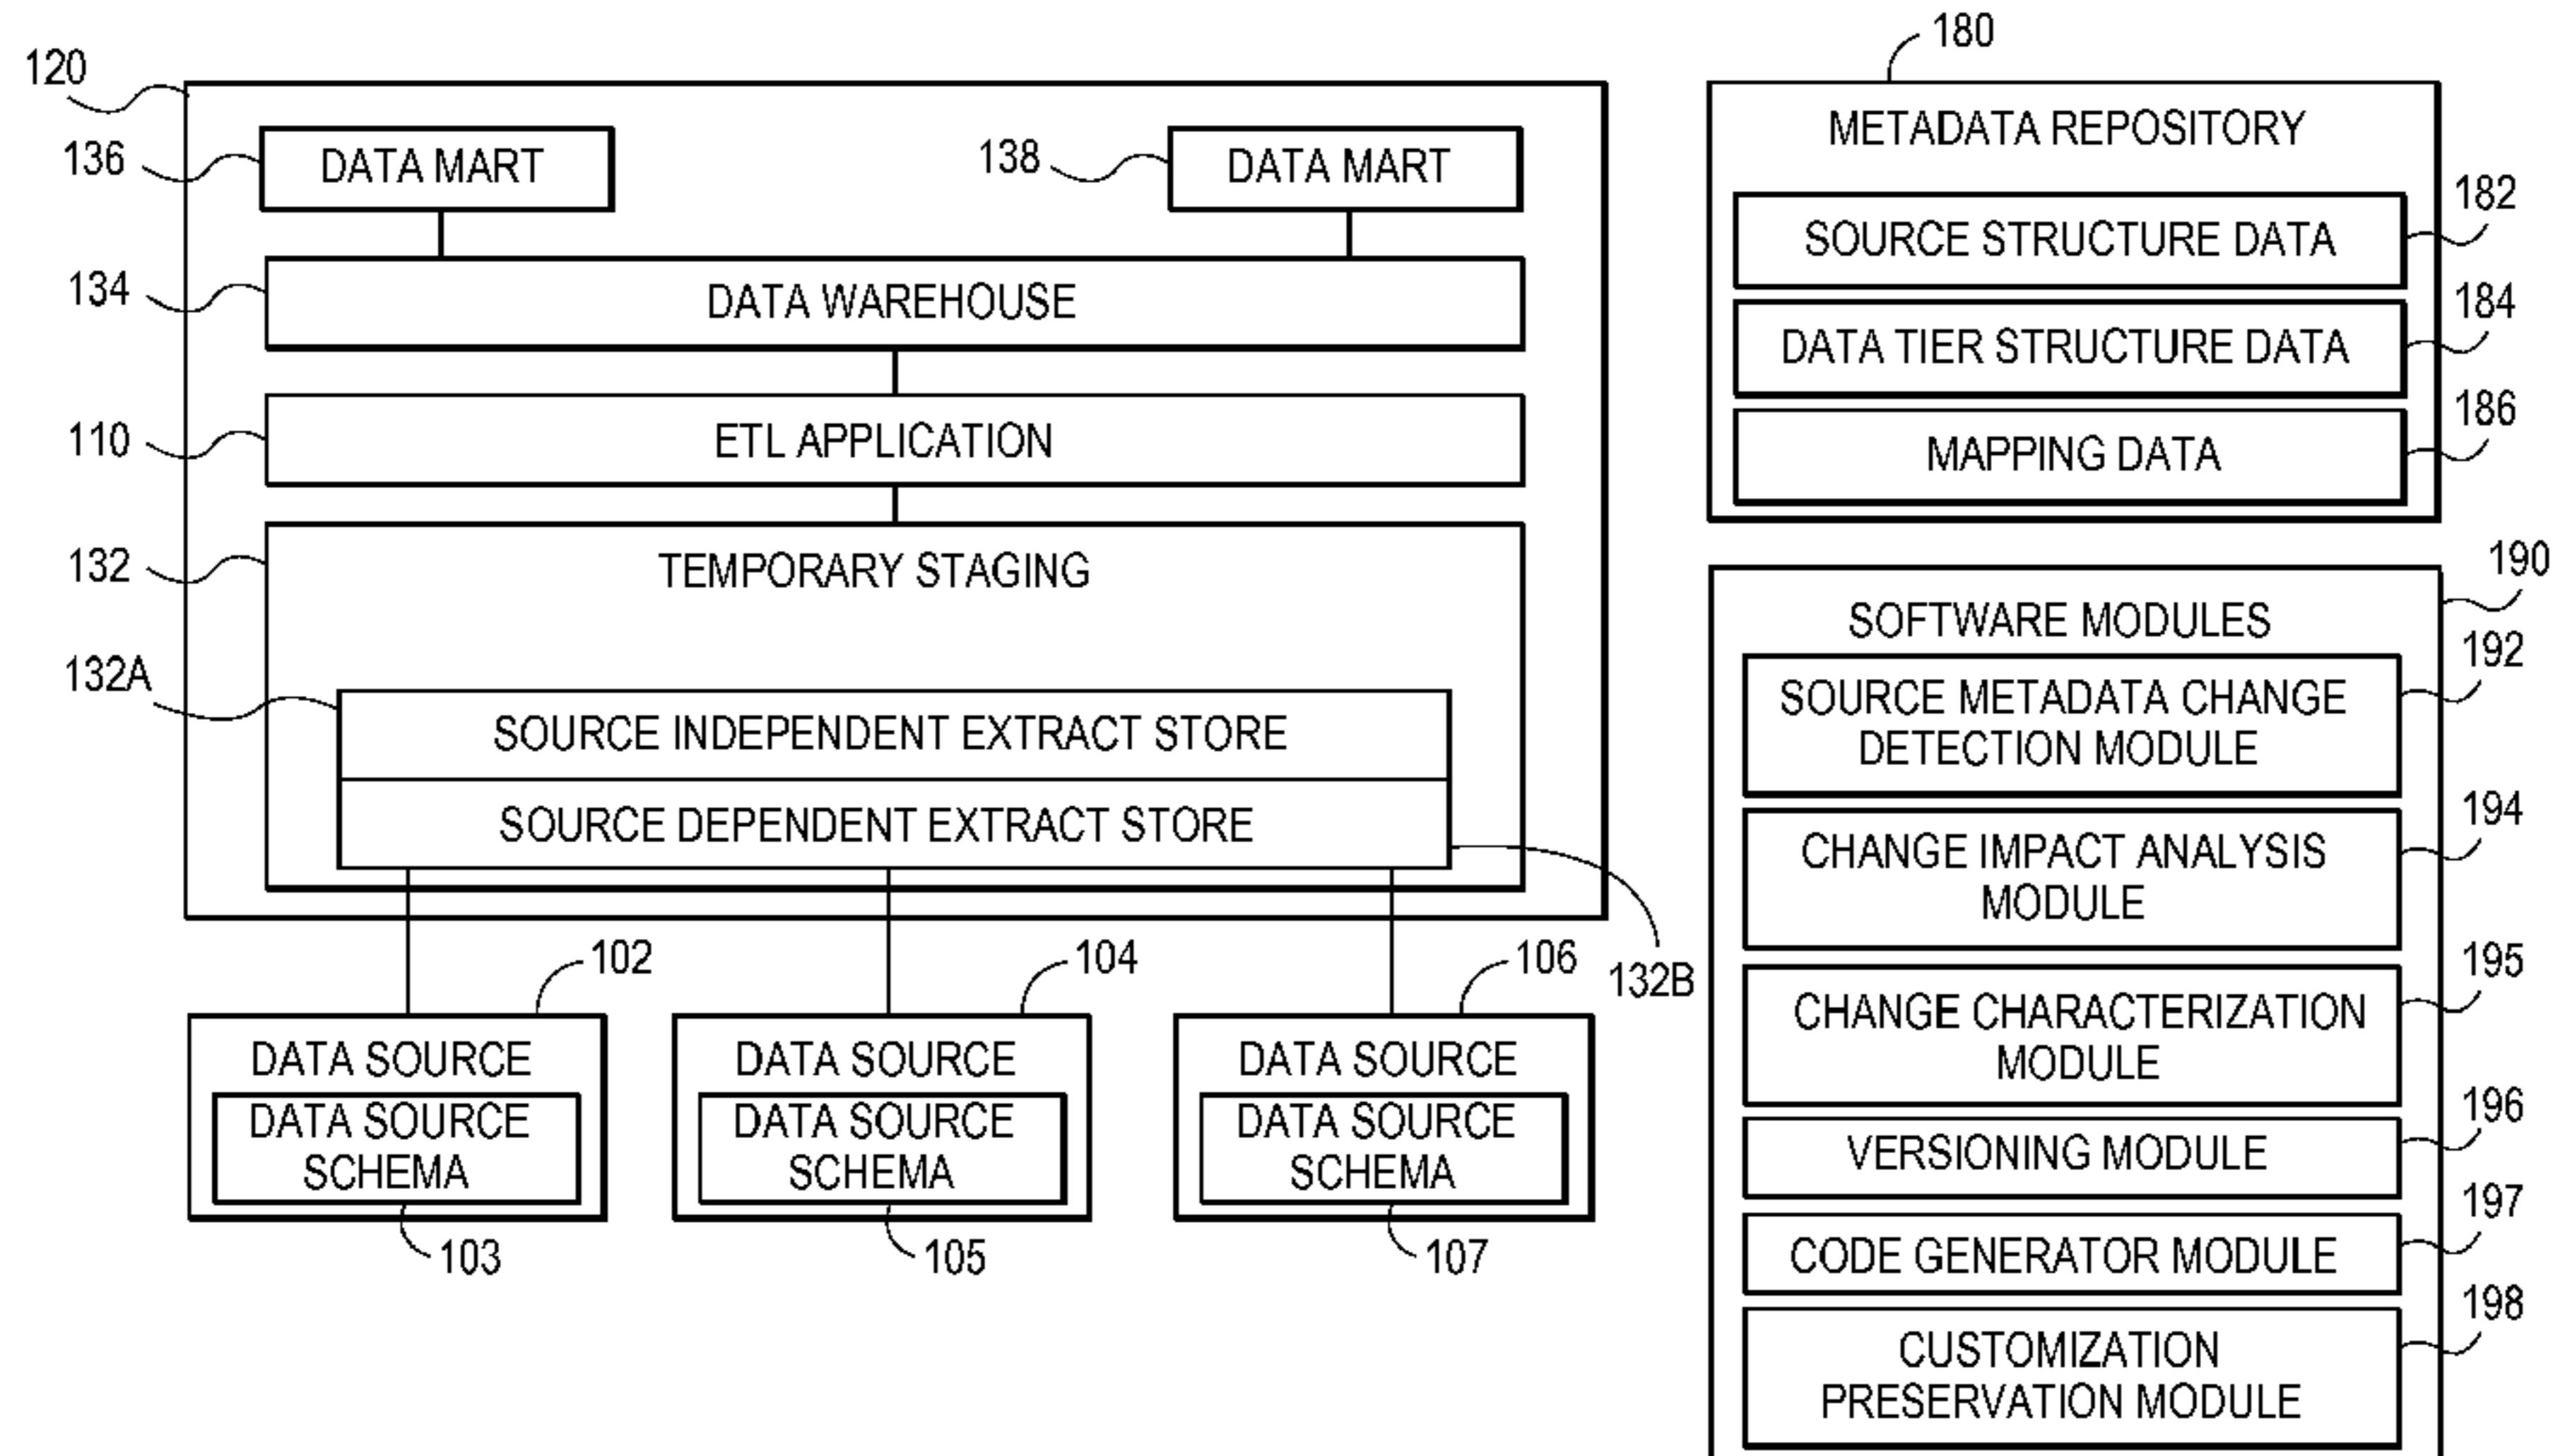 120
136
DATA MART
138
DATA MART
134
DATA WAREHOUSE
110
ETL APPLICATION
132
TEMPORARY STAGING
132A
SOURCE INDEPENDENT EXTRACT STORE
SOURCE DEPENDENT EXTRACT STORE
132B
102
DATA SOURCE
DATA SOURCE
SCHEMA
103
104
DATA SOURCE
DATA SOURCE
SCHEMA
105
106
DATA SOURCE
DATA SOURCE
SCHEMA
107
180
METADATA REPOSITORY
182
SOURCE STRUCTURE DATA
184
DATA TIER STRUCTURE DATA
186
MAPPING DATA
190
SOFTWARE MODULES
192
SOURCE METADATA CHANGE
DETECTION MODULE
194
CHANGE IMPACT ANALYSIS
MODULE
195
CHANGE CHARACTERIZATION
MODULE
196
VERSIONING MODULE
197
CODE GENERATOR MODULE
198
CUSTOMIZATION
PRESERVATION MODULE